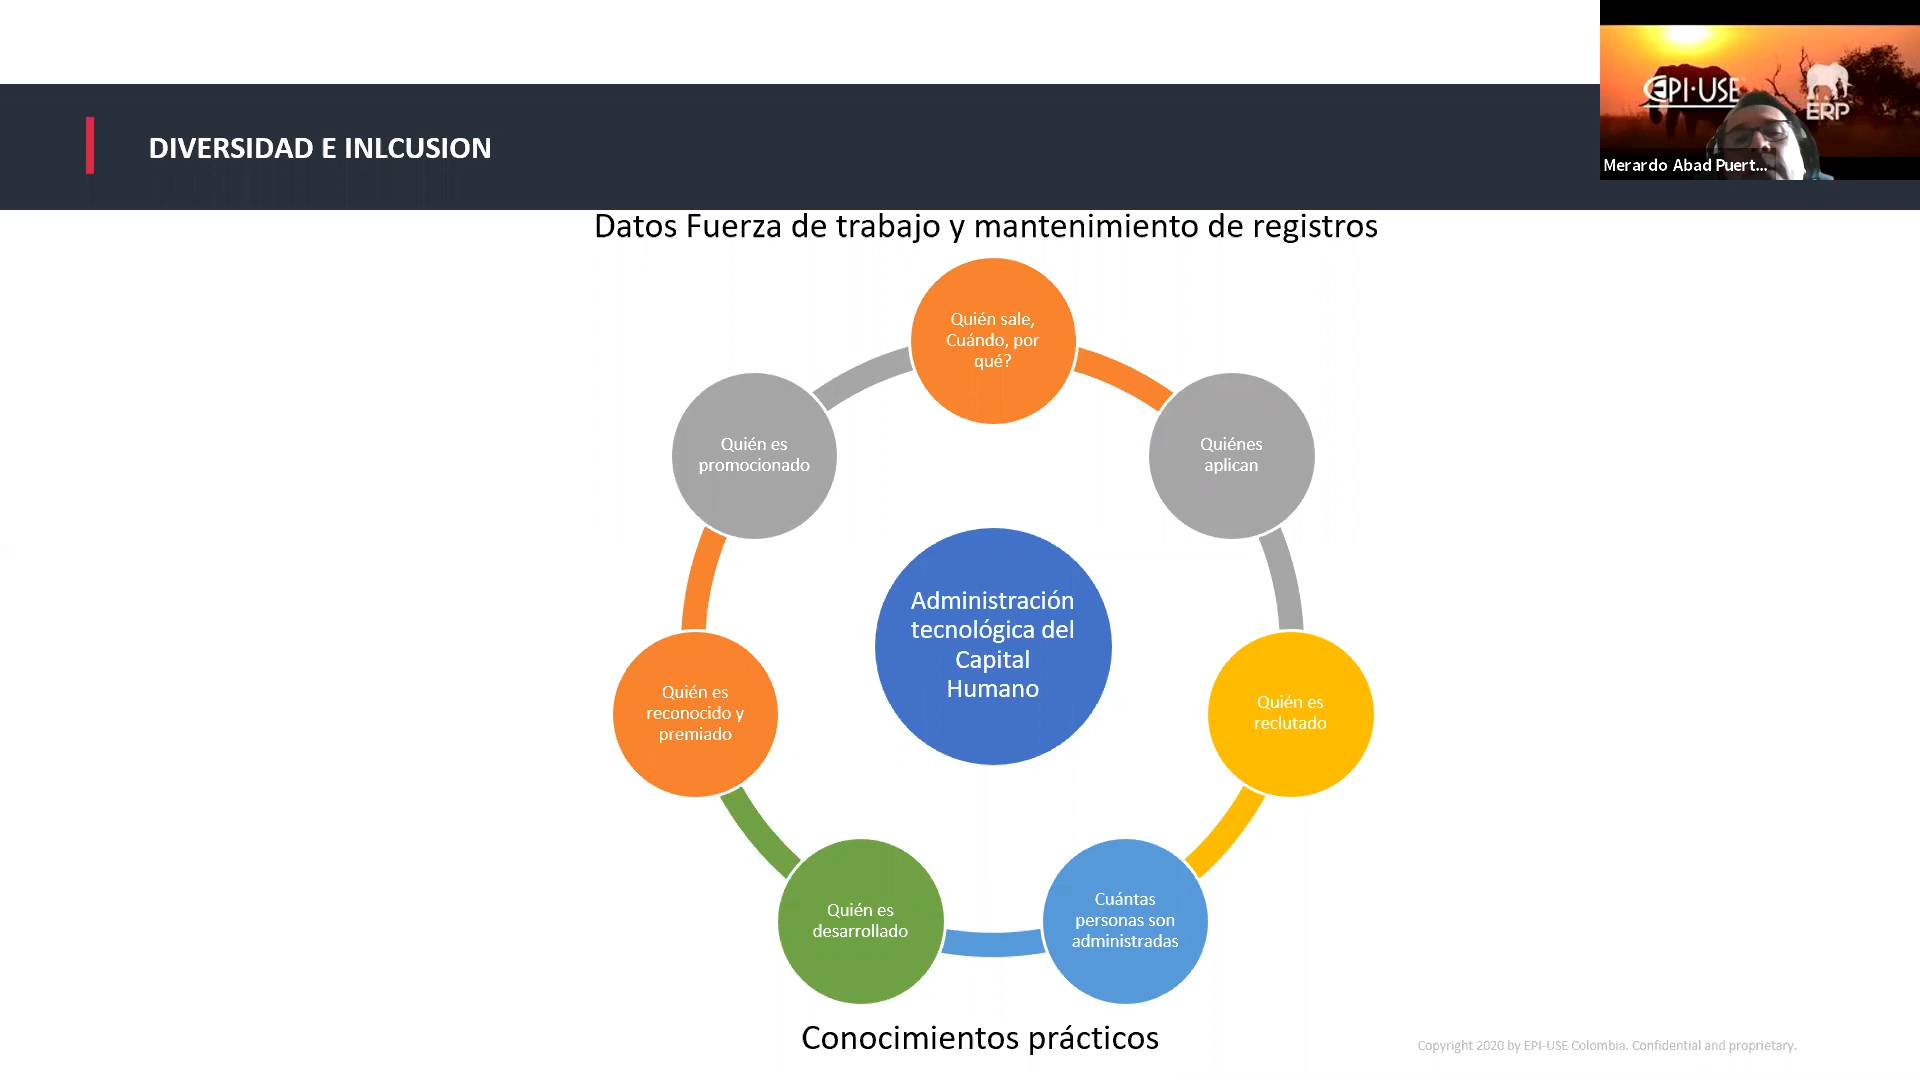 EPI·USE
ERP
Merardo Abad Puert...
DIVERSIDAD E INLCUSION
Datos Fuerza de trabajo y mantenimiento de registros
Quién sale,
Cuándo, por
qué?
Quiénes
aplican
Quién es
reclutado
Cuántas
personas son
administradas
Quién es
desarrollado
Quién es
reconocido y
premiado
Quién es
promocionado
Administración
tecnológica del
Capital
Humano
Conocimientos prácticos
Copyright 2020 by EPI-USE Colombia. Confidential and proprietary.